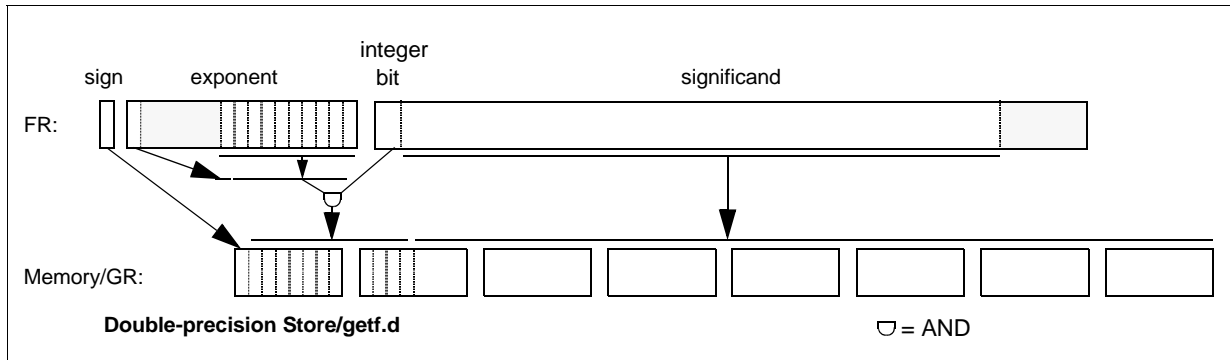 sign exponent integer bit significand
FR:
Memory/GR:
Double-precision Store/getf.d = AND